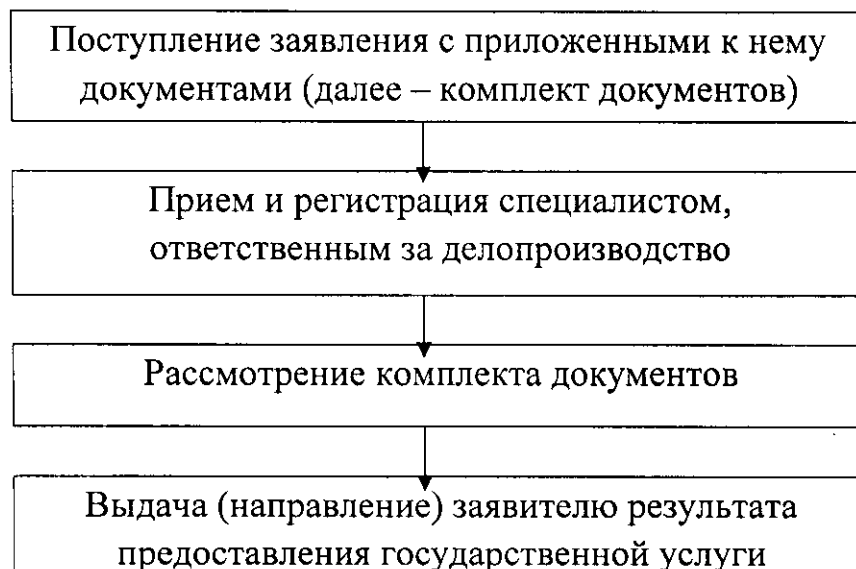 Поступление заявления с приложенными к нему
документами (далее – комплект документов)
Прием и регистрация специалистом,
ответственным за делопроизводство
Рассмотрение комплекта документов
Выдача (направление) заявителю результата
предоставления государственной услуги